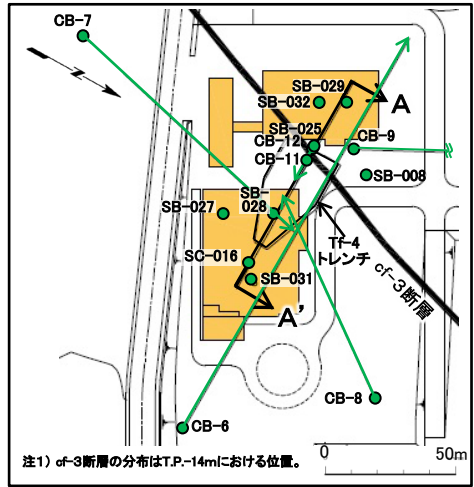 CB-7
N
SB-029
SB-032
A
SB-025
CB-12
CB-9
CB-11
SB-008
SB-
028
SB-027
Tf-4
トレンチ
SC-016
cf-3断層
SB-031
A’
CB-8
CB-6
注1) cf-3断層の分布はT.P.-14mにおける位置。
0 50m